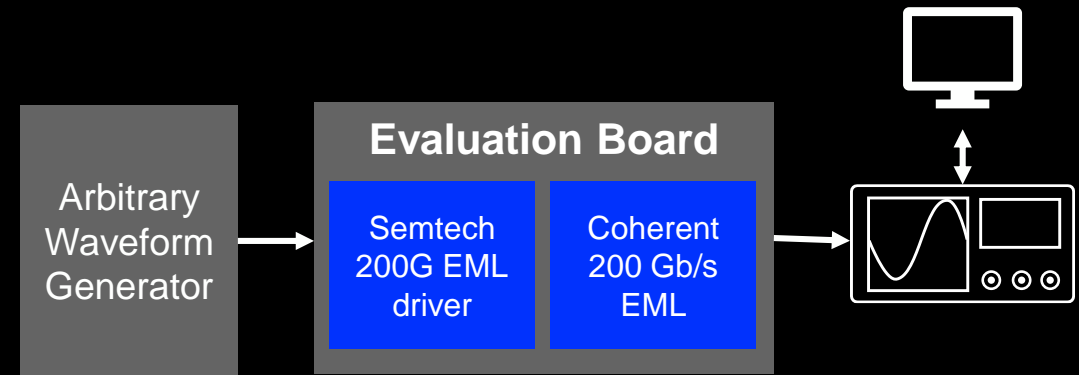 Evaluation Board
Arbitrary
Waveform
Generator
Semtech
200G EML
driver
Coherent
200 Gb/s
EML